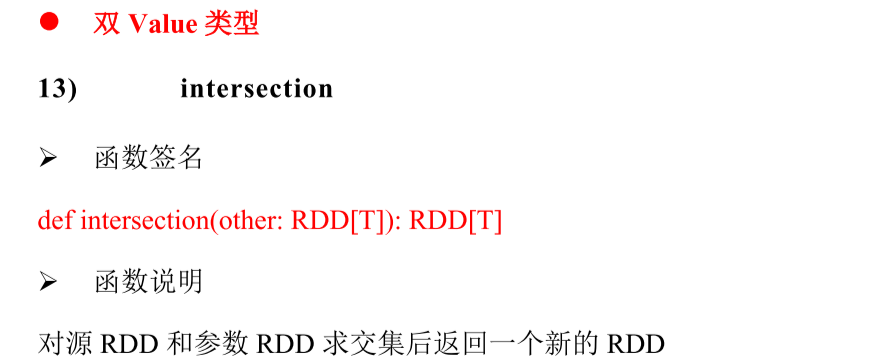 ● 双 Value 类型
13) intersection
➢ 函数签名
def intersection(other: RDD[T]): RDD[T]
➢ 函数说明
对源 RDD 和参数 RDD 求交集后返回一个新的 RDD